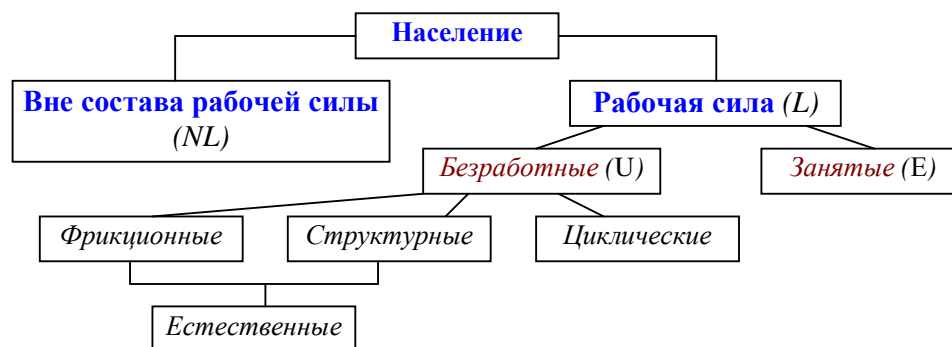 Население
Вне состава рабочей силы
(NL)
Рабочая сила (L)
Безработные (U)
Занятые (E)
Фрикционные
Структурные
Циклические
Естественные